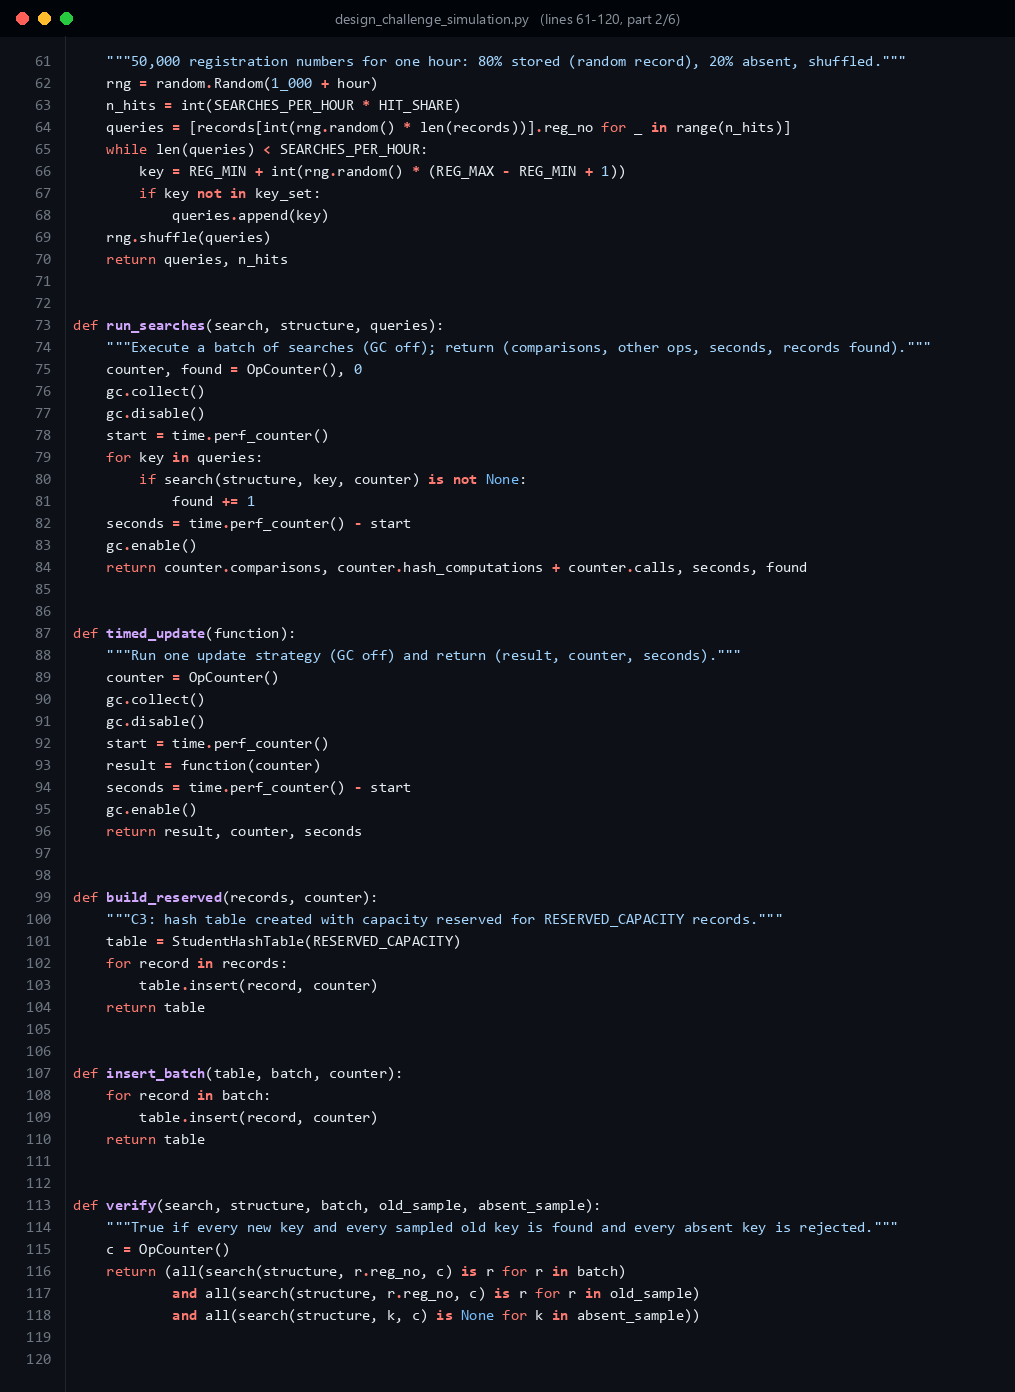 design_challenge_simulation.py (lines 61-120, part 2/6)
61     """50,000 registration numbers for one hour: 80% stored (random record), 20% absent, shuffled."""
62     rng = random.Random(1_000 + hour)
63     n_hits = int(SEARCHES_PER_HOUR * HIT_SHARE)
64     queries = [records[int(rng.random() * len(records))].reg_no for _ in range(n_hits)]
65     while len(queries) < SEARCHES_PER_HOUR:
66         key = REG_MIN + int(rng.random() * (REG_MAX - REG_MIN + 1))
67         if key not in key_set:
68             queries.append(key)
69     rng.shuffle(queries)
70     return queries, n_hits
71
72
73 def run_searches(search, structure, queries):
74     """Execute a batch of searches (GC off); return (comparisons, other ops, seconds, records found)."""
75     counter, found = OpCounter(), 0
76     gc.collect()
77     gc.disable()
78     start = time.perf_counter()
79     for key in queries:
80         if search(structure, key, counter) is not None:
81             found += 1
82     seconds = time.perf_counter() - start
83     gc.enable()
84     return counter.comparisons, counter.hash_computations + counter.calls, seconds, found
85
86
87 def timed_update(function):
88     """Run one update strategy (GC off) and return (result, counter, seconds)."""
89     counter = OpCounter()
90     gc.collect()
91     gc.disable()
92     start = time.perf_counter()
93     result = function(counter)
94     seconds = time.perf_counter() - start
95     gc.enable()
96     return result, counter, seconds
97
98
99 def build_reserved(records, counter):
100     """C3: hash table created with capacity reserved for RESERVED_CAPACITY records."""
101     table = StudentHashTable(RESERVED_CAPACITY)
102     for record in records:
103         table.insert(record, counter)
104     return table
105
106
107 def insert_batch(table, batch, counter):
108     for record in batch:
109         table.insert(record, counter)
110     return table
111
112
113 def verify(search, structure, batch, old_sample, absent_sample):
114     """True if every new key and every sampled old key is found and every absent key is rejected."""
115     c = OpCounter()
116     return (all(search(structure, r.reg_no, c) is r for r in batch)
117             and all(search(structure, r.reg_no, c) is r for r in old_sample)
118             and all(search(structure, k, c) is None for k in absent_sample))
119
120